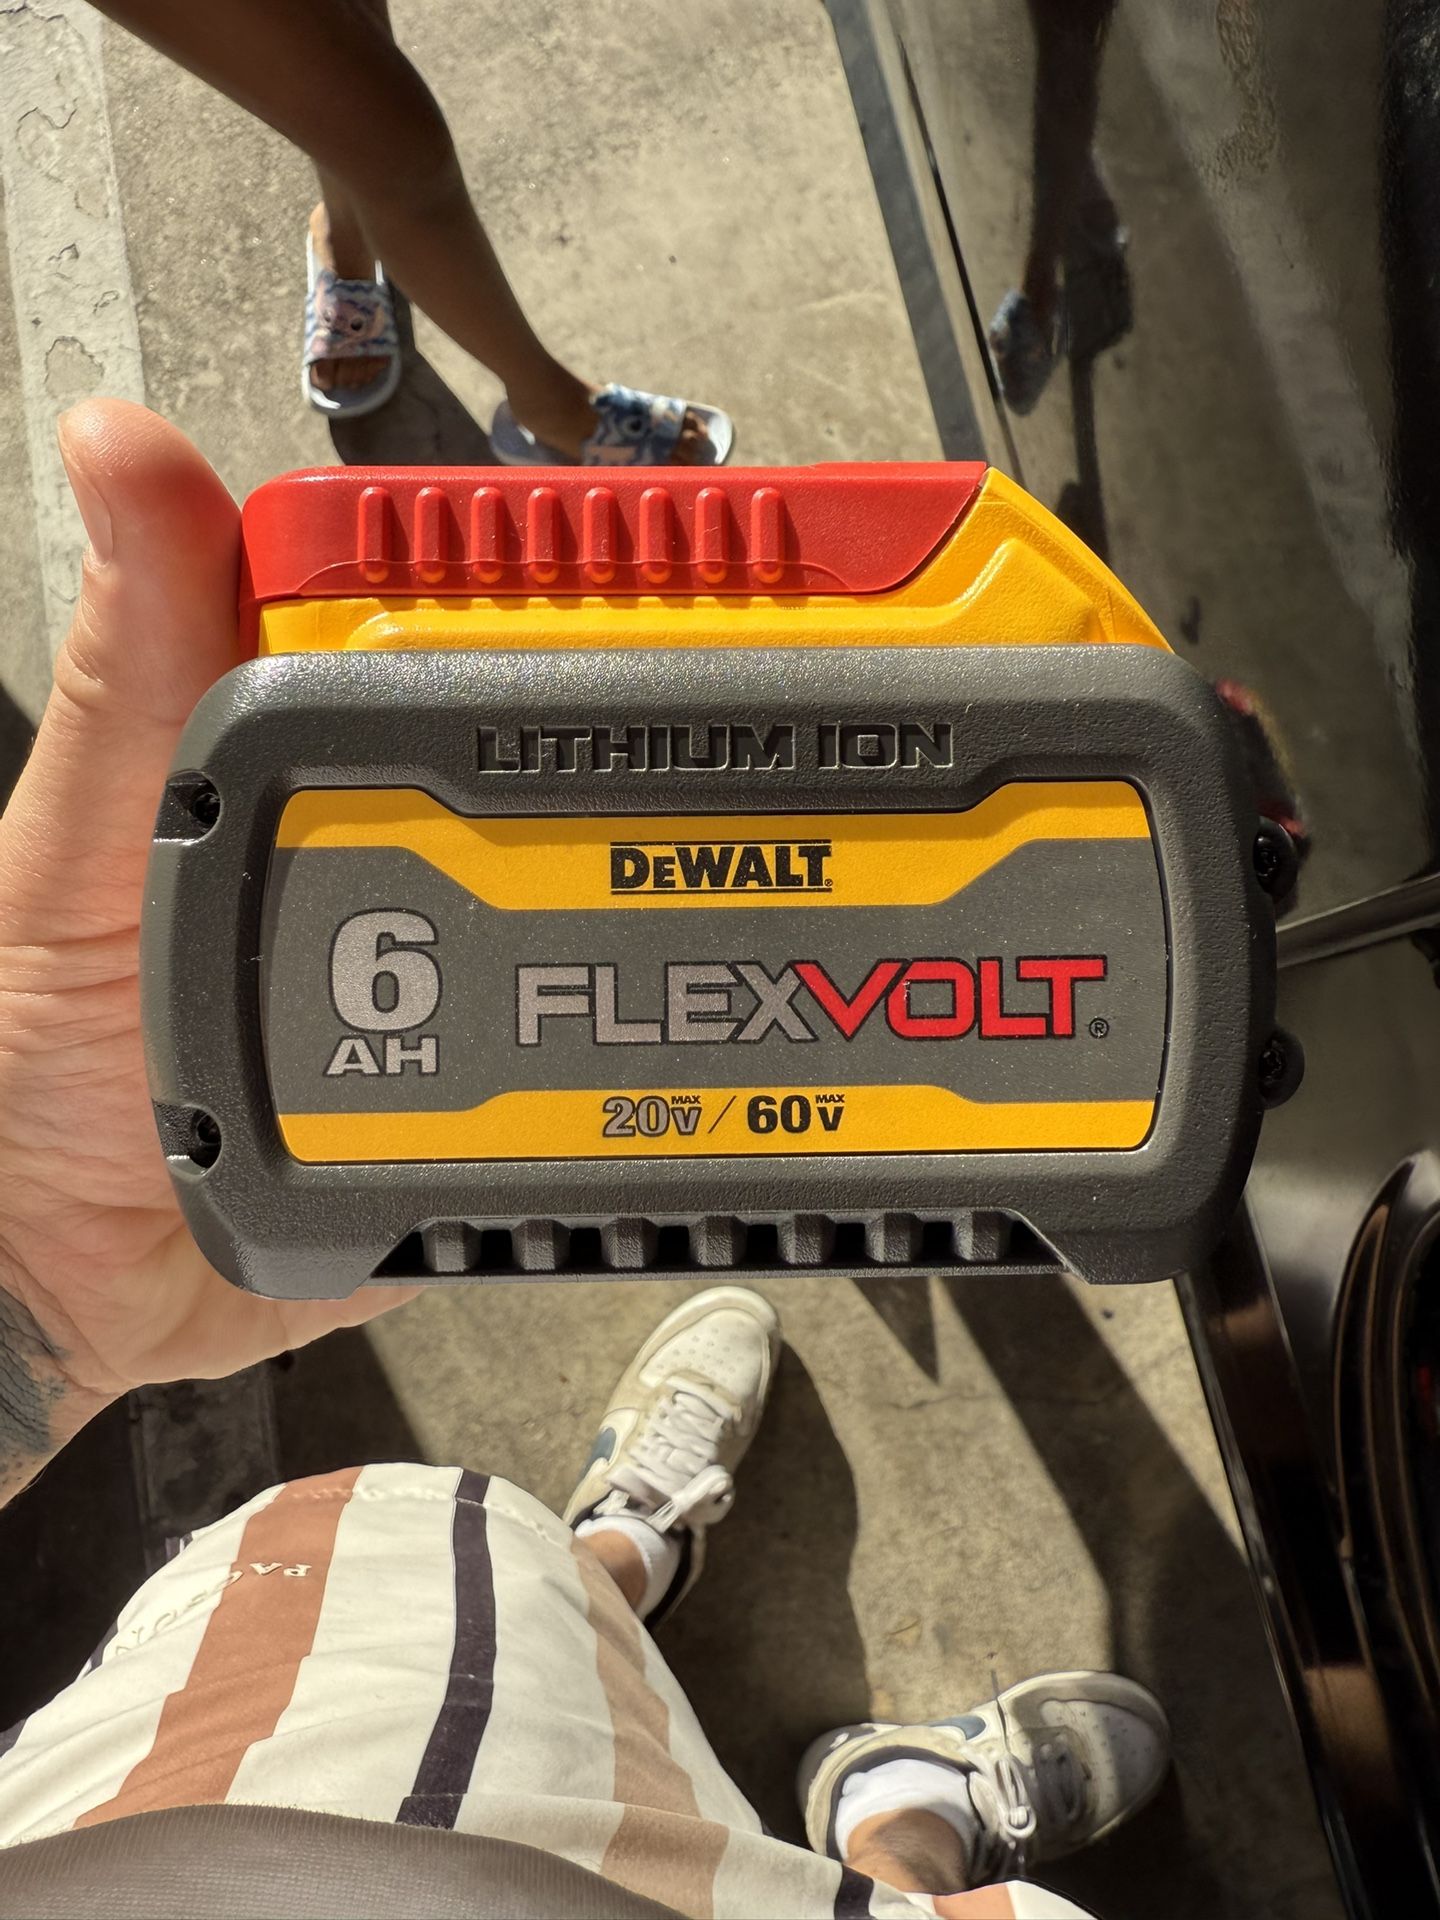 LITHIUM ION
DEWALT®
6
AH
FLEXVOLT®
20V MAX / 60V MAX